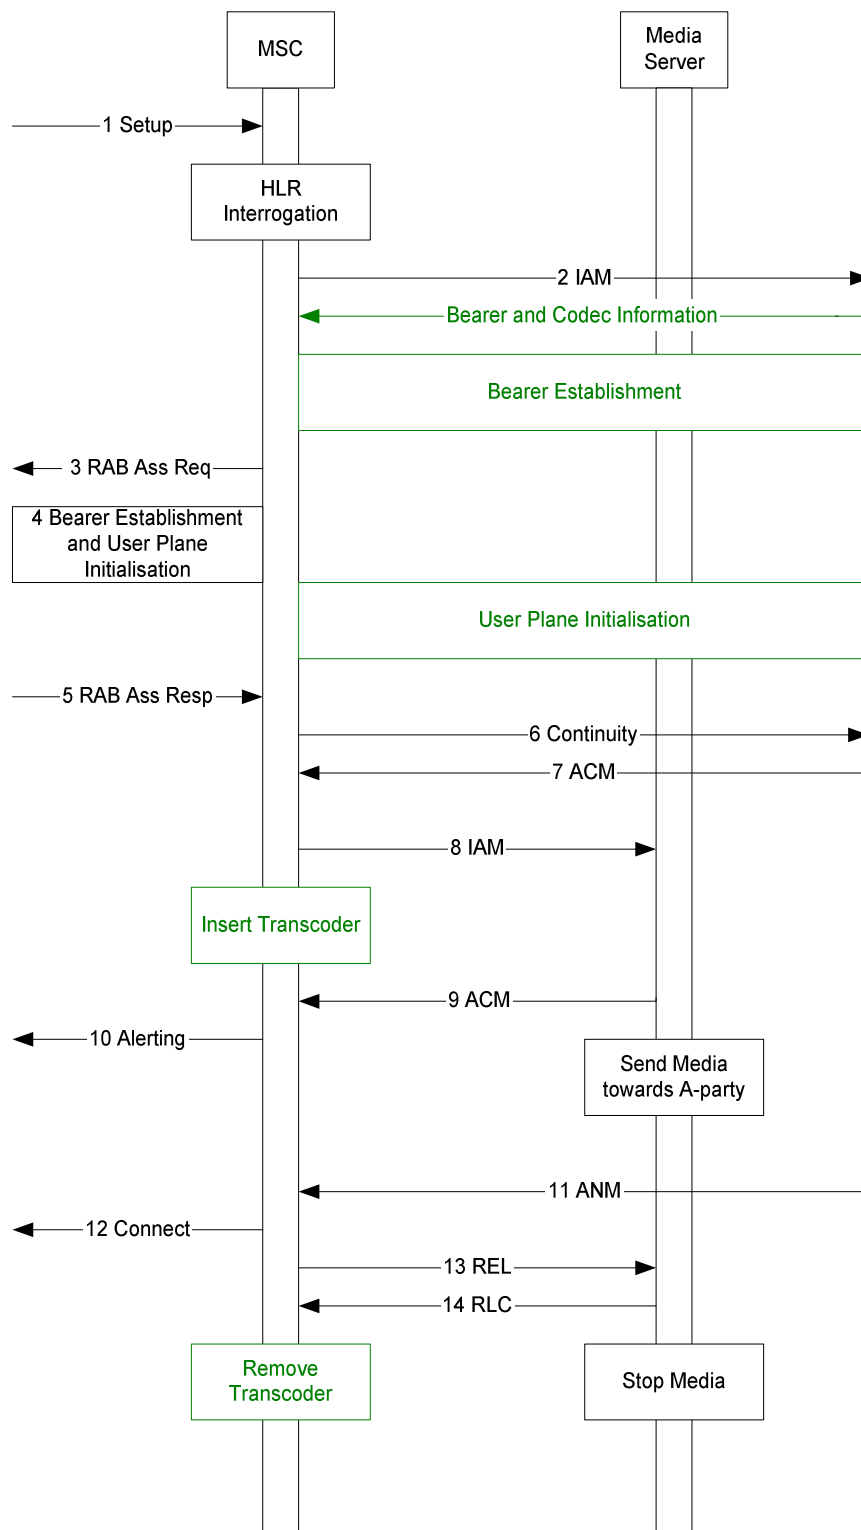 MSC
Media
Server
1 Setup
HLR
Interrogation
2 IAM
Bearer and Codec Information
Bearer Establishment
3 RAB Ass Req
4 Bearer Establishment
and User Plane
Initialisation
User Plane Initialisation
5 RAB Ass Resp
6 Continuity
7 ACM
8 IAM
Insert Transcoder
9 ACM
10 Alerting
Send Media
towards A-party
11 ANM
12 Connect
13 REL
14 RLC
Remove
Transcoder
Stop Media